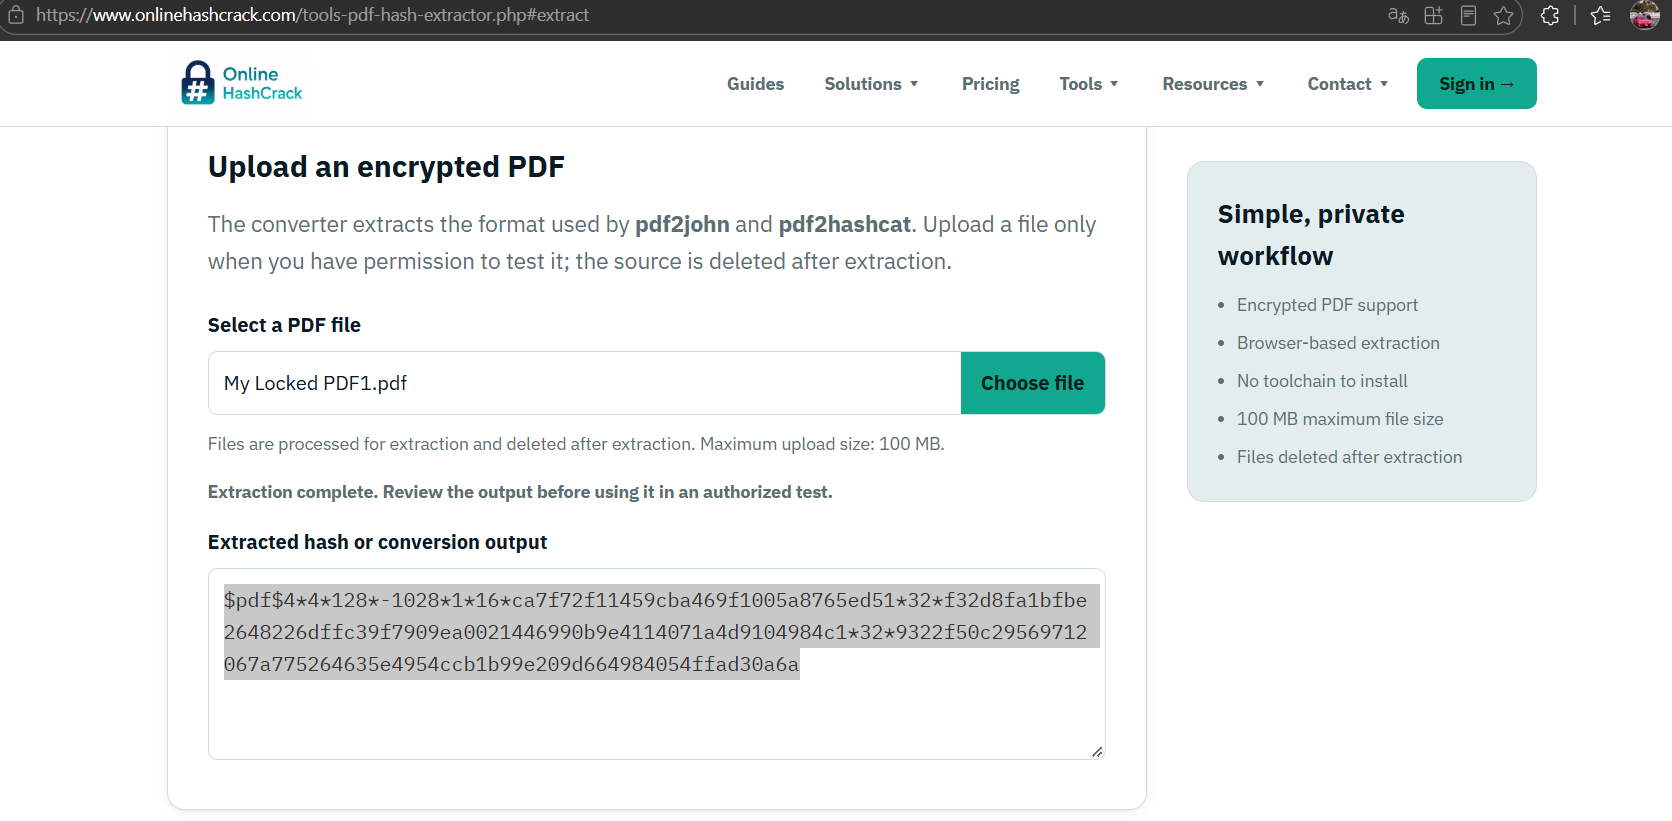 https://www.onlinehashcrack.com/tools-pdf-hash-extractor.php#extract
Online
HashCrack
Guides
Solutions
Pricing
Tools
Resources
Contact
Sign in →
Upload an encrypted PDF
The converter extracts the format used by pdf2john and pdf2hashcat. Upload a file only
when you have permission to test it; the source is deleted after extraction.
Select a PDF file
My Locked PDF1.pdf
Choose file
Files are processed for extraction and deleted after extraction. Maximum upload size: 100 MB.
Extraction complete. Review the output before using it in an authorized test.
Extracted hash or conversion output
$pdf$4*4*128*-1028*1*16*ca7f72f11459cba469f1005a8765ed51*32*f32d8fa1bfbe
2648226dffc39f7909ea0021446990b9e4114071a4d9104984c1*32*9322f50c29569712
067a775264635e4954ccb1b99e209d664984054ffad30a6a
Simple, private
workflow
• Encrypted PDF support
• Browser-based extraction
• No toolchain to install
• 100 MB maximum file size
• Files deleted after extraction